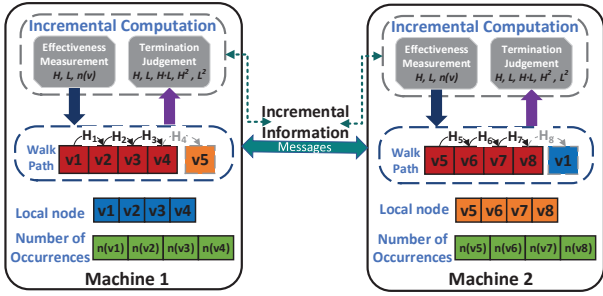 Incremental Computation
Effectiveness
Measurement
H, L, n(v)
Termination
Judgement
H, L, H·L, H², L²
H₁ H₂ H₃ H₄
Walk
Path
v1 v2 v3 v4 v5
Local node
v1 v2 v3 v4
Number of
Occurrences
n(v1) n(v2) n(v3) n(v4)
Machine 1
Incremental
Information
Messages
Incremental Computation
Effectiveness
Measurement
H, L, n(v)
Termination
Judgement
H, L, H·L, H², L²
H₅ H₆ H₇ H₈
Walk
Path
v5 v6 v7 v8 v1
Local node
v5 v6 v7 v8
Number of
Occurrences
n(v5) n(v6) n(v7) n(v8)
Machine 2